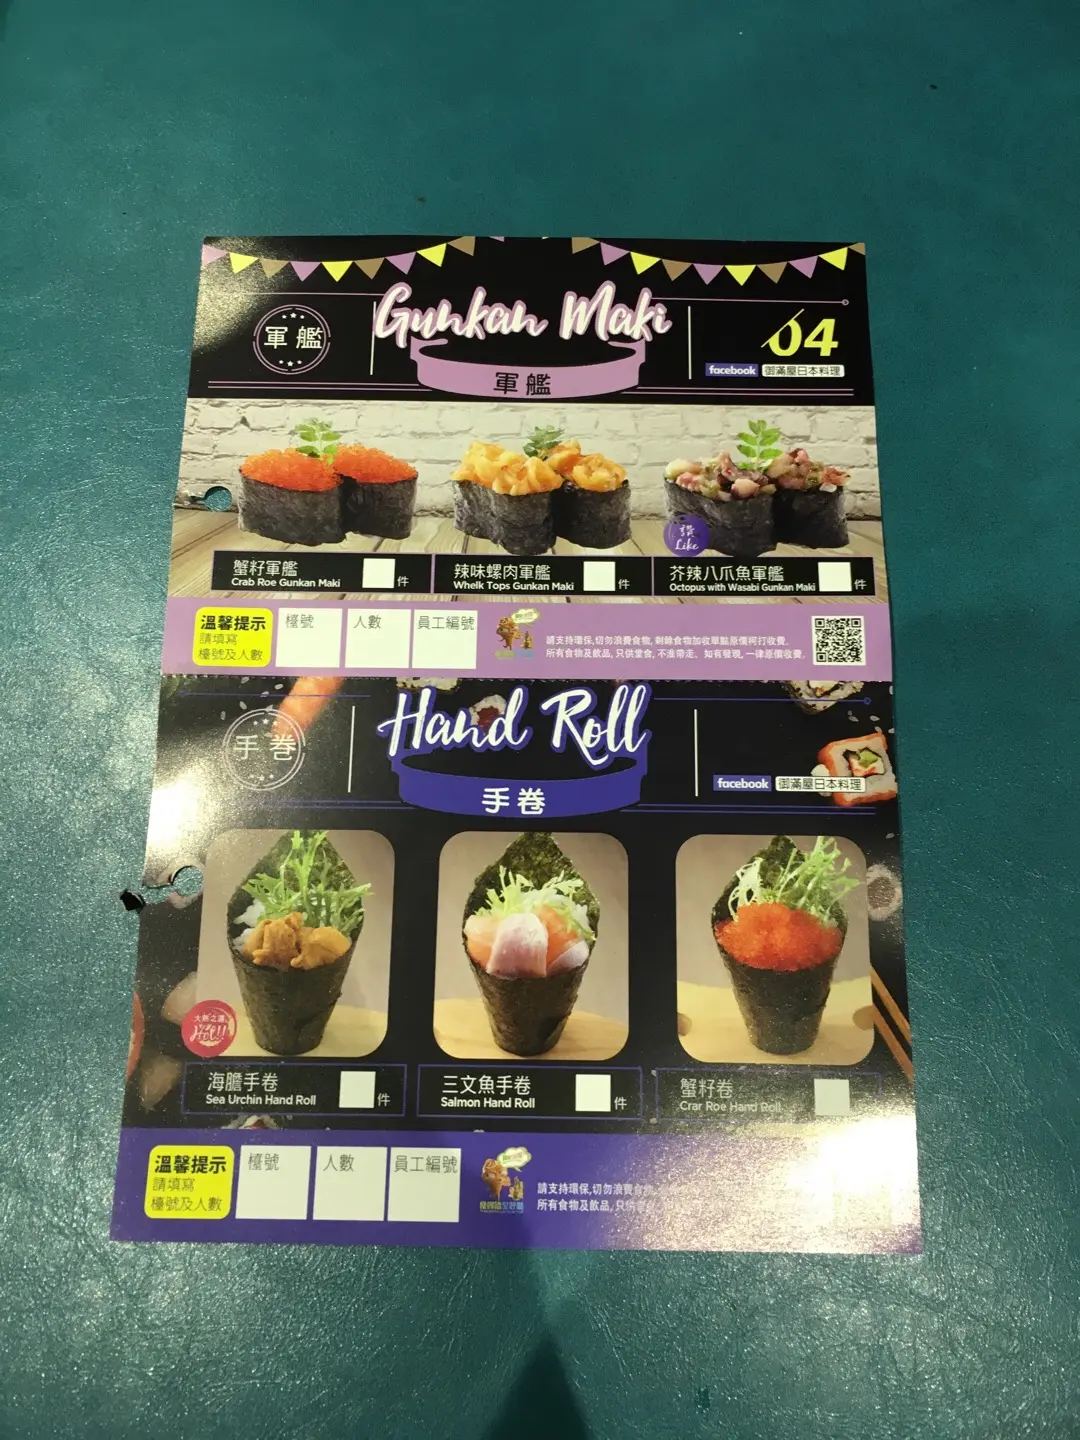 軍艦
Gunkan Maki
軍艦
04
facebook 御滿屋日本料理
蟹籽軍艦
Crab Roe Gunkan Maki
件
辣味螺肉軍艦
Whelk Tops Gunkan Maki
件
讚
Like
芥辣八爪魚軍艦
Octopus with Wasabi Gunkan Maki
件
溫馨提示
請填寫
檯號及人數
檯號
人數
員工編號
請支持環保,切勿浪費食物, 剩餘食物加收單點原價柯打收費.
所有食物及飲品, 只供堂食, 不准帶走、如有發現, 一律原價收費.
手卷
Hand Roll
手卷
facebook 御滿屋日本料理
Hot!!
海膽手卷
Sea Urchin Hand Roll
件
三文魚手卷
Salmon Hand Roll
件
蟹籽卷
Crar Roe Hand Roll
溫馨提示
請填寫
檯號及人數
檯號
人數
員工編號
請支持環保,切勿浪費食
所有食物及飲品, 只供堂食